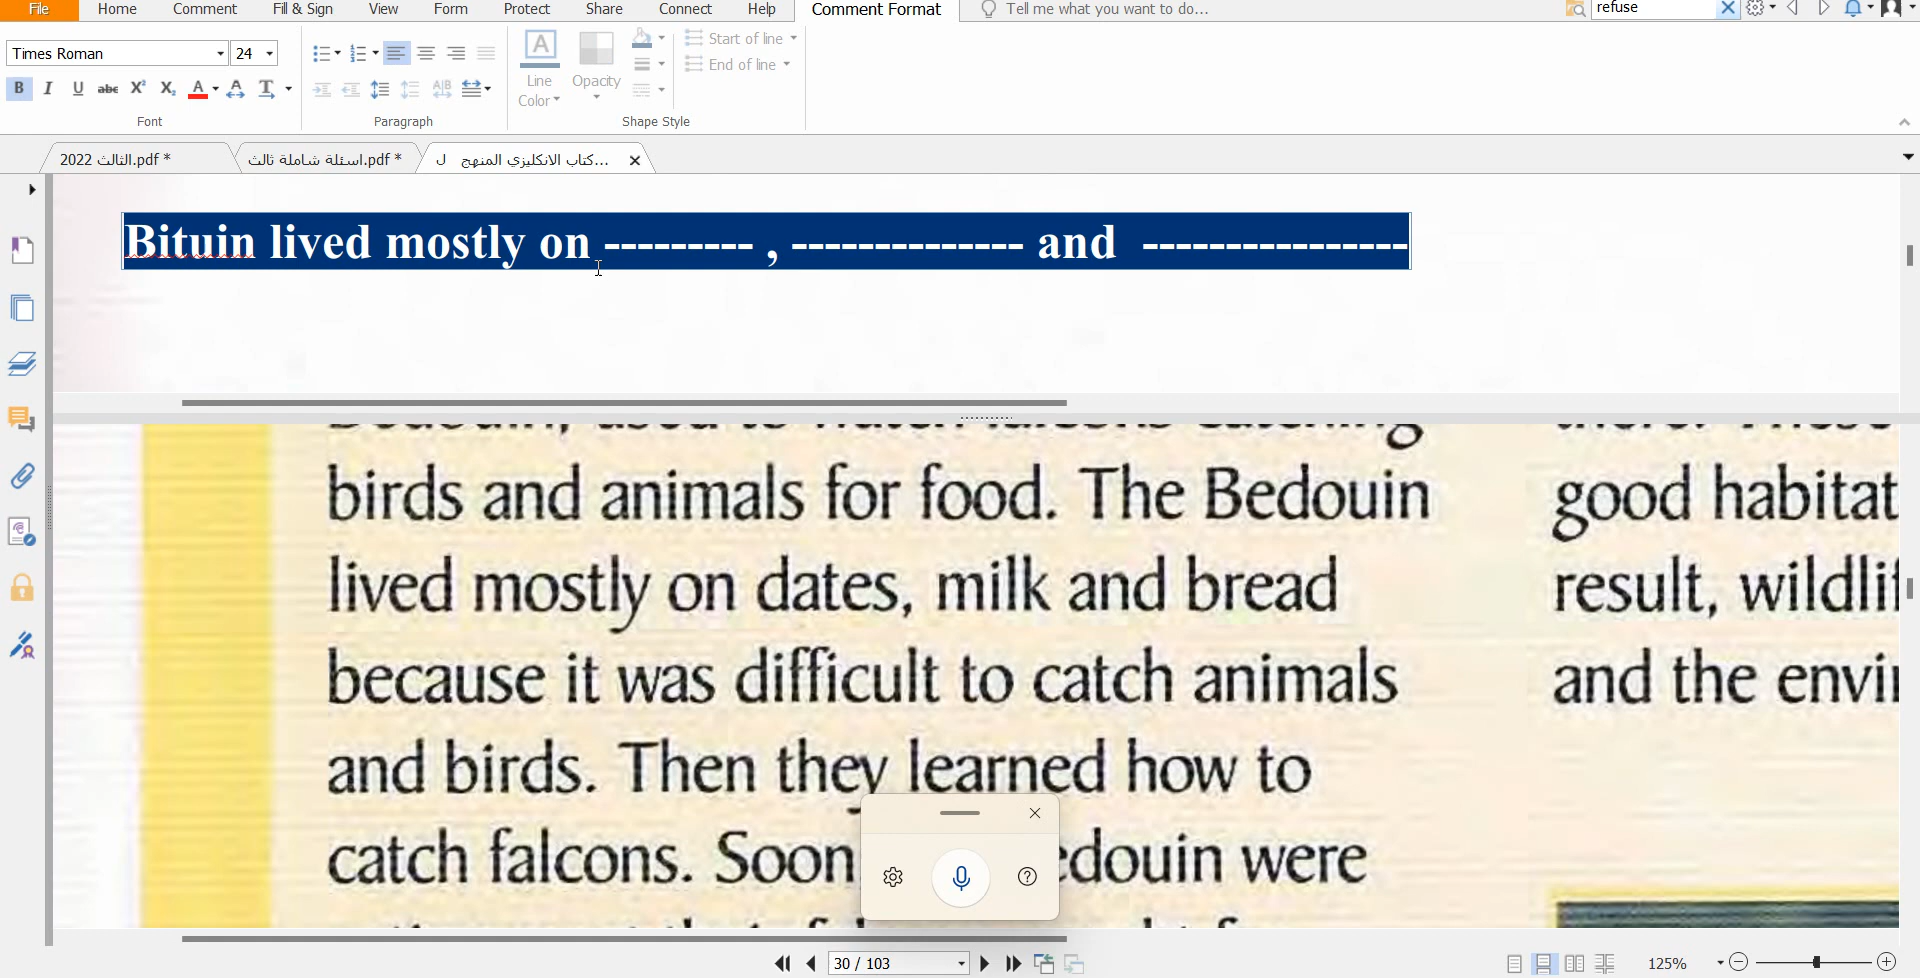 File Home Comment Fill & Sign View Form Protect Share Connect Help Comment Format Tell me what you want to do... refuse
Times Roman 24
Start of line
End of line
B I U abc X² X₂ A A T A|B
Line Color
Opacity
Font Paragraph Shape Style
الثالث 2022.pdf *
اسئلة شاملة ثالث.pdf *
كتاب الانكليزي المنهج ل...
Bituin lived mostly on --------- , -------------- and ----------------
birds and animals for food. The Bedouin
lived mostly on dates, milk and bread
because it was difficult to catch animals
and birds. Then they learned how to
catch falcons. Soon
were
good habitat
result,
and the
30 / 103
125%